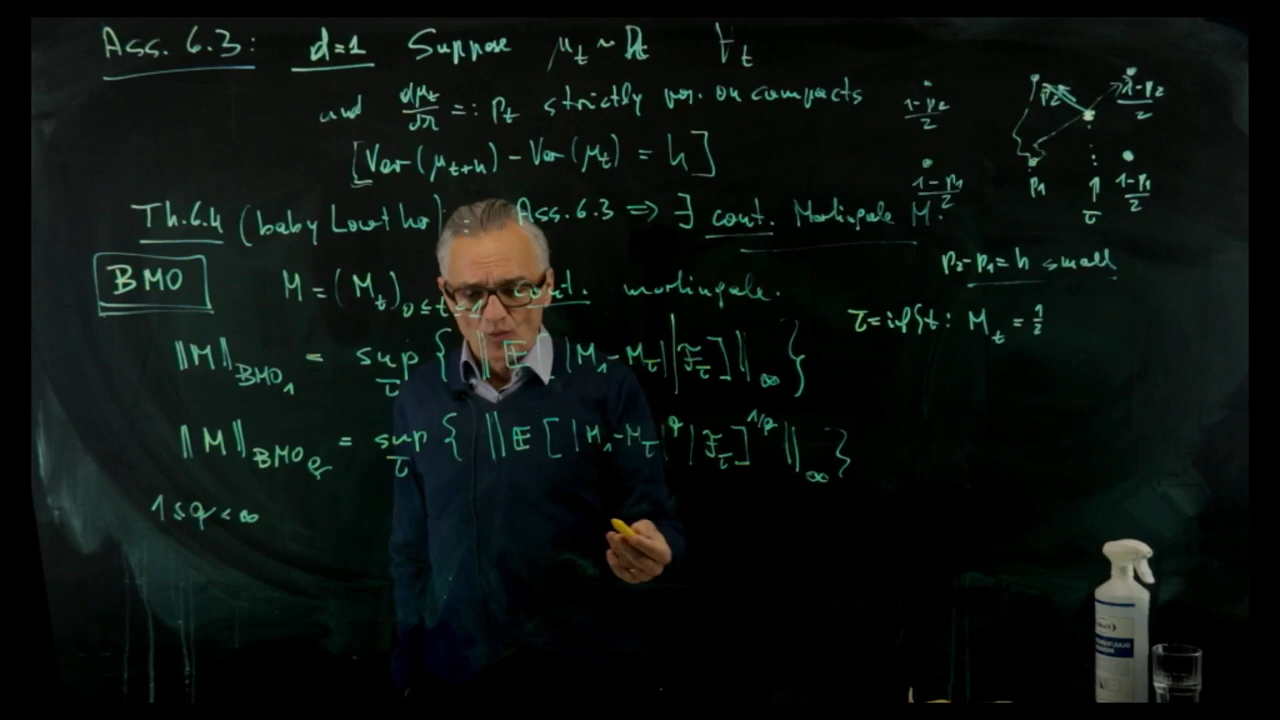 Ass. 6.3: d=1 Suppose μ_t ~ ∀_t
and dμ_t/dλ =: p_t strictly pos. on compacts
[Var(μ_{t+h}) - Var(μ_t) = h]
Th. 6.4 (baby Lowther) Ass. 6.3 => ∃ cont. Martingale M.
BMO M = (M_t)_{0≤t≤1} cont. martingale.
‖M‖_{BMO_1} = sup_τ { ‖ E[ |M_1 - M_τ| | F_τ ] ‖_∞ }
‖M‖_{BMO_q} = sup_τ { ‖ E[ |M_1 - M_τ|^q | F_τ ]^{1/q} ‖_∞ }
1 ≤ q < ∞
1-p_2/2
p_2
1-p_2/2
1-p_1/2
p_1
τ
1-p_1/2
p_2 - p_1 = h small
τ = inf{t: M_t = 1/2